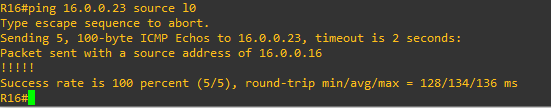 R16#ping 16.0.0.23 source l0
Type escape sequence to abort.
Sending 5, 100-byte ICMP Echos to 16.0.0.23, timeout is 2 seconds:
Packet sent with a source address of 16.0.0.16
!!!!!
Success rate is 100 percent (5/5), round-trip min/avg/max = 128/134/136 ms
R16#